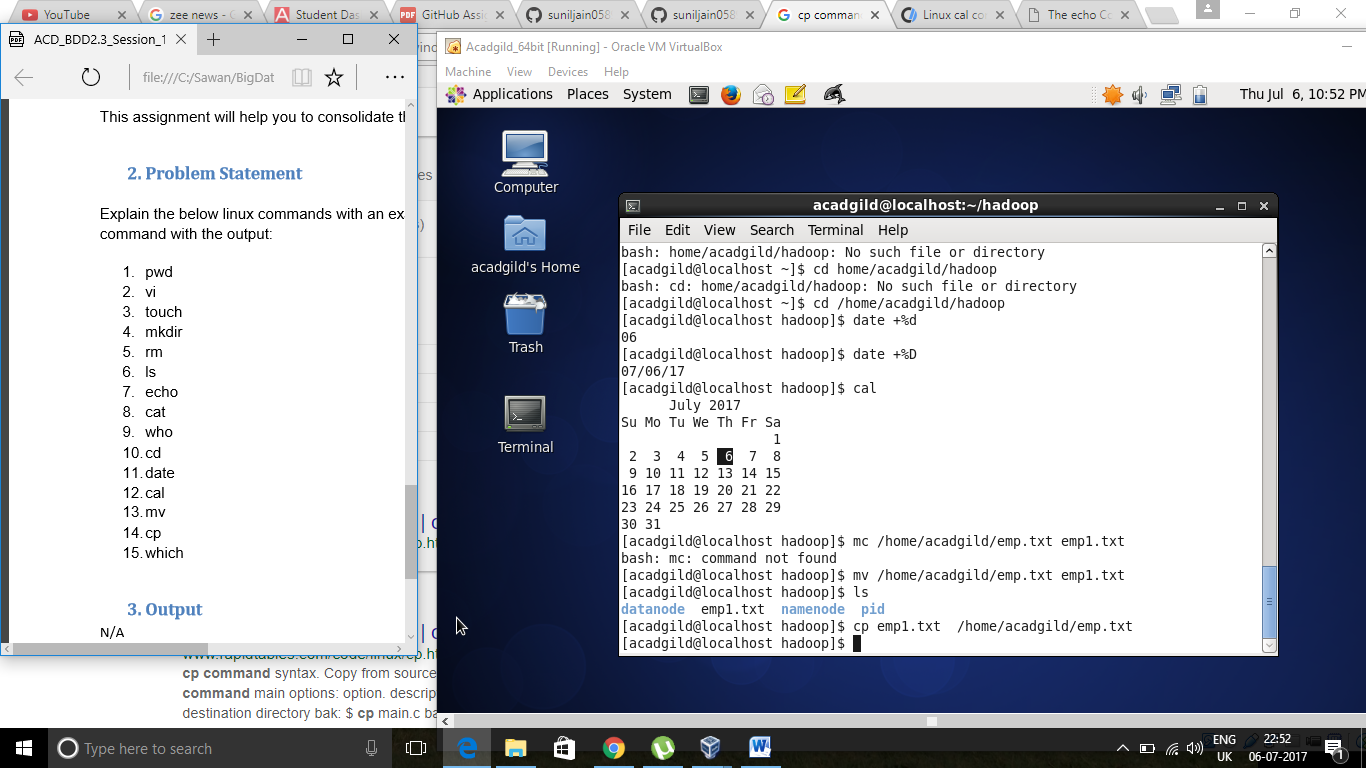 YouTube
zee news - G
Student Das
GitHub Assig
suniljain058
suniljain058
cp comman
Linux cal co
The echo Co
ACD_BDD2.3_Session_1
file:///C:/Sawan/BigDat
This assignment will help you to consolidate th
2. Problem Statement
Explain the below linux commands with an ex
command with the output:
1. pwd
2. vi
3. touch
4. mkdir
5. rm
6. ls
7. echo
8. cat
9. who
10. cd
11. date
12. cal
13. mv
14. cp
15. which
3. Output
N/A
Acadgild_64bit [Running] - Oracle VM VirtualBox
Machine View Devices Help
Applications Places System
Thu Jul 6, 10:52 PM
Computer
acadgild's Home
Trash
Terminal
acadgild@localhost:~/hadoop
File Edit View Search Terminal Help
bash: home/acadgild/hadoop: No such file or directory
[acadgild@localhost ~]$ cd home/acadgild/hadoop
bash: cd: home/acadgild/hadoop: No such file or directory
[acadgild@localhost ~]$ cd /home/acadgild/hadoop
[acadgild@localhost hadoop]$ date +%d
06
[acadgild@localhost hadoop]$ date +%D
07/06/17
[acadgild@localhost hadoop]$ cal
July 2017
Su Mo Tu We Th Fr Sa
1
2 3 4 5 6 7 8
9 10 11 12 13 14 15
16 17 18 19 20 21 22
23 24 25 26 27 28 29
30 31
[acadgild@localhost hadoop]$ mc /home/acadgild/emp.txt emp1.txt
bash: mc: command not found
[acadgild@localhost hadoop]$ mv /home/acadgild/emp.txt emp1.txt
[acadgild@localhost hadoop]$ ls
datanode emp1.txt namenode pid
[acadgild@localhost hadoop]$ cp emp1.txt /home/acadgild/emp.txt
[acadgild@localhost hadoop]$
www.rapidtables.com/code/linux/cp.ht
cp command syntax. Copy from source
command main options: option. descrip
destination directory bak: $ cp main.c ba
Type here to search
ENG
UK
22:52
06-07-2017
1